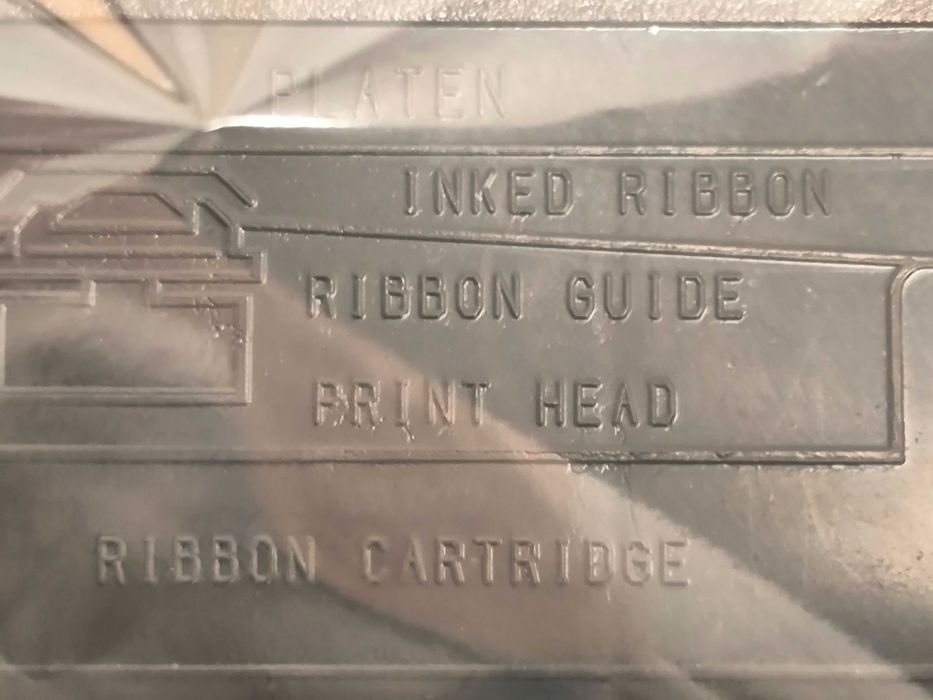 PLATEN
INKED RIBBON
RIBBON GUIDE
PRINT HEAD
RIBBON CARTRIDGE